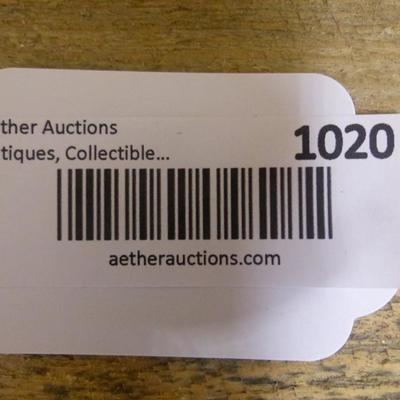 ther Auctions
1020
tiques, Collectible...
aetherauctions.com